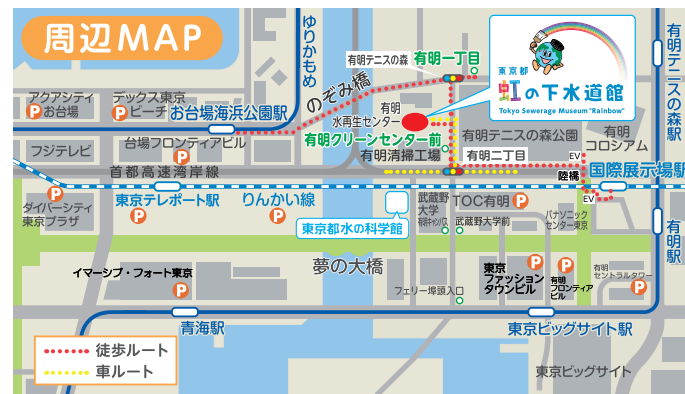 周辺MAP
ゆりかもめ
有明テニスの森
有明一丁目
東京都
虹の下水道館
"Tokyo Sewerage Museum "Rainbow"
有明テニスの森駅
アクアシティ
お台場
P
デックス東京
ビーチ
P
お台場海浜公園駅
のぞみ橋
有明
水再生センター
有明クリーンセンター前
有明清掃工場
有明テニスの森公園
有明
コロシアム
フジテレビ
台場フロンティアビル
P
有明二丁目
EV
陸橋
EV
首都高速湾岸線
国際展示場駅
P
ダイバーシティ
東京プラザ
東京テレポート駅
P
りんかい線
P
東京都水の科学館
武蔵野
大学
有明キャンパス
TOC有明
P
武蔵野大学前
パナソニック
センター東京
有明駅
夢の大橋
イマーシブ・フォート東京
P
フェリー埠頭入口
東京
ファッション
タウンビル
P
P
有明
フロンティア
ビル
有明
セントラルタワー
P
青海駅
東京ビッグサイト駅
徒歩ルート
車ルート
東京ビッグサイト